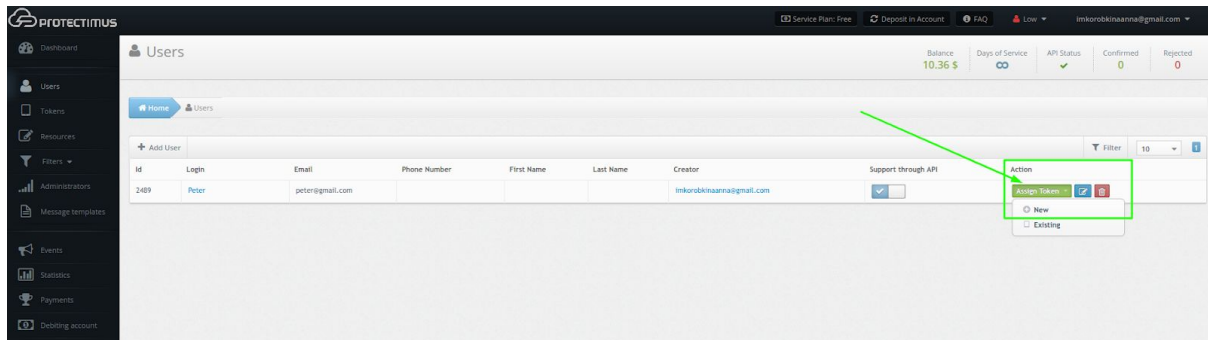 PROTECTIMUS
Service Plan: Free Deposit in Account FAQ Low imkorobkinaanna@gmail.com
Dashboard
Users
Tokens
Resources
Filters
Administrators
Message templates
Events
Statistics
Payments
Debiting account
Users
Balance Days of Service API Status Confirmed Rejected
10.36 $ ∞ 0 0
Home Users
+ Add User Filter 10 1
Id Login Email Phone Number First Name Last Name Creator Support through API Action
2489 Peter peter@gmail.com imkorobkinaanna@gmail.com Assign Token
New
Existing